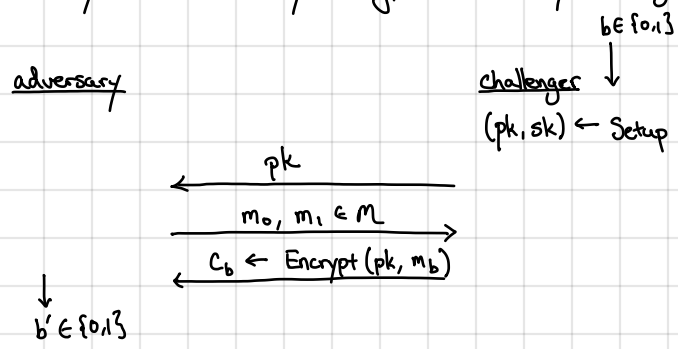 b∈{0,1}
adversary
challenger
(pk, sk) ← Setup
pk
m₀, m₁ ∈ M
C_b ← Encrypt(pk, m_b)
b' ∈ {0,1}